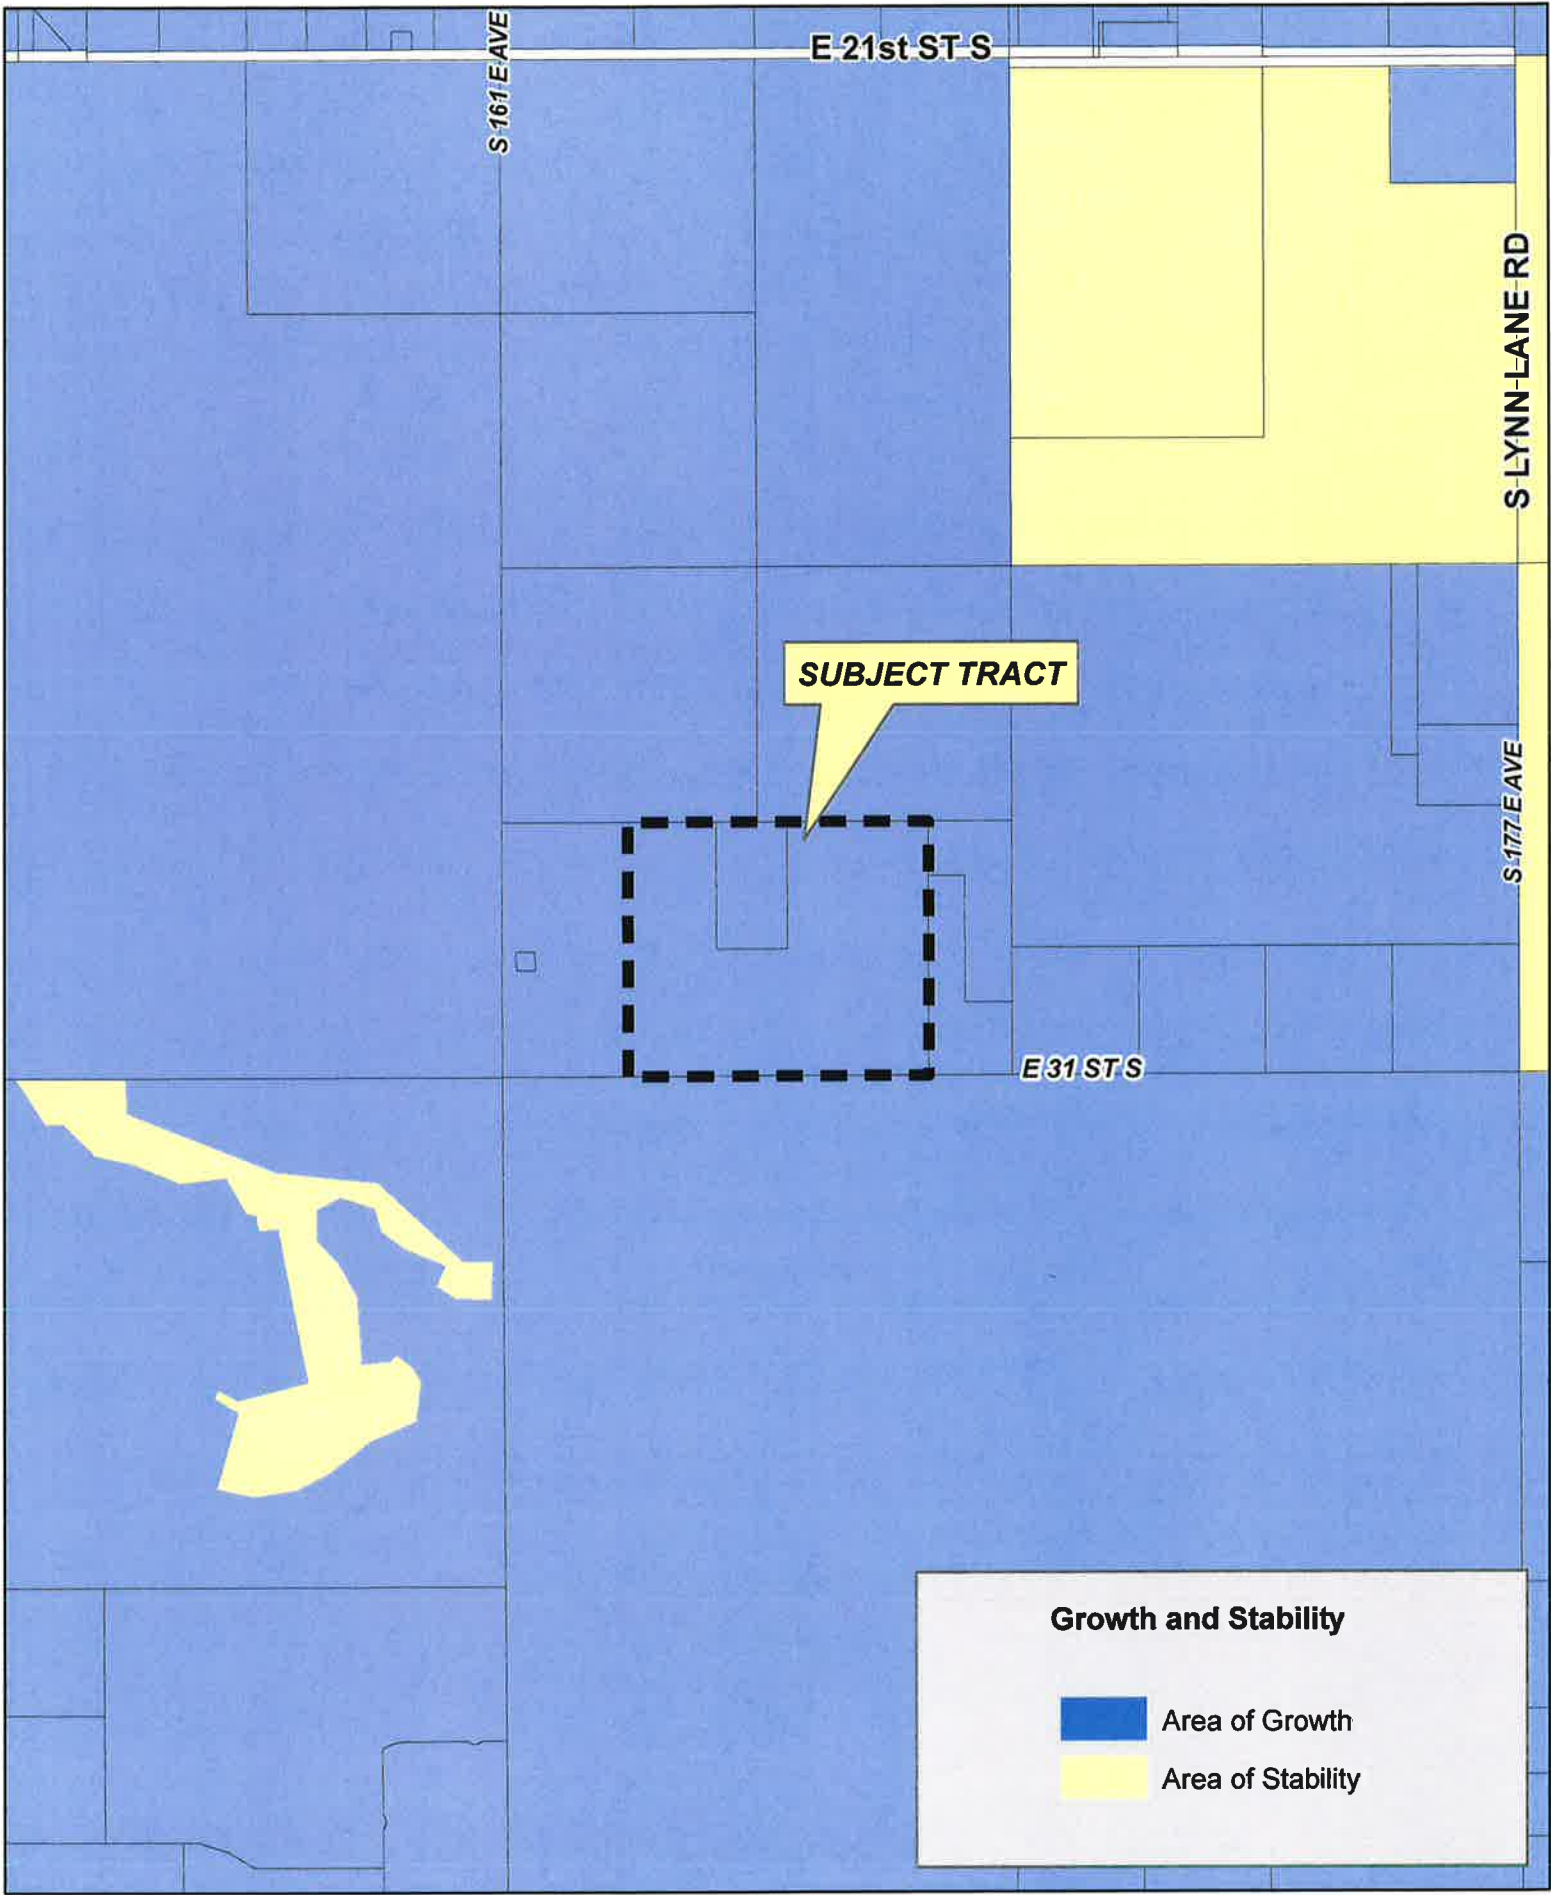 E 21st ST S
S 161 E AVE
S LYNN LANE RD
SUBJECT TRACT
S 177 E AVE
E 31 ST S
Growth and Stability
Area of Growth
Area of Stability